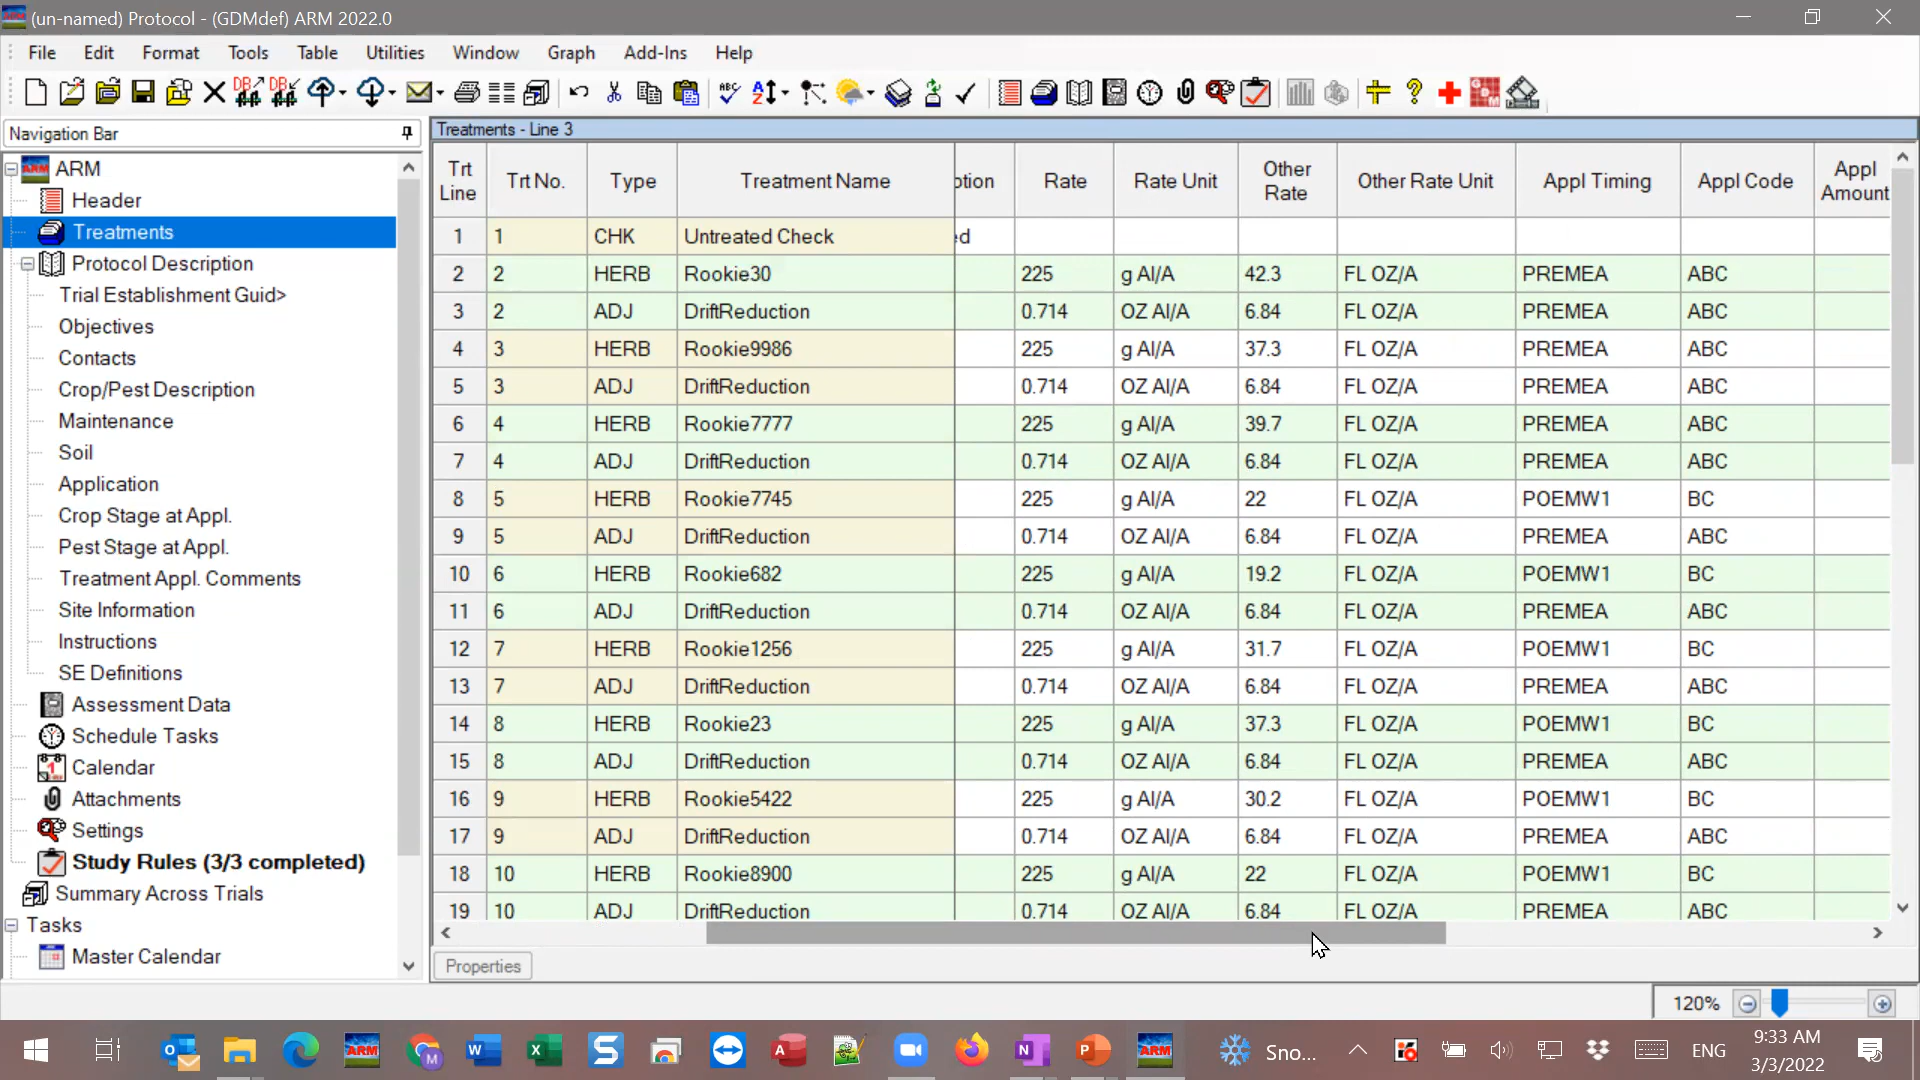 (un-named) Protocol - (GDMdef) ARM 2022.0
File Edit Format Tools Table Utilities Window Graph Add-Ins Help
Navigation Bar
ARM
Header
Treatments
Protocol Description
Trial Establishment Guid>
Objectives
Contacts
Crop/Pest Description
Maintenance
Soil
Application
Crop Stage at Appl.
Pest Stage at Appl.
Treatment Appl. Comments
Site Information
Instructions
SE Definitions
Assessment Data
Schedule Tasks
Calendar
Attachments
Settings
Study Rules (3/3 completed)
Summary Across Trials
Tasks
Master Calendar
Treatments - Line 3
Trt Line Trt No. Type Treatment Name ption Rate Rate Unit Other Rate Other Rate Unit Appl Timing Appl Code Appl Amount
1 1 CHK Untreated Check ed
2 2 HERB Rookie30 225 g AI/A 42.3 FL OZ/A PREMEA ABC
3 2 ADJ DriftReduction 0.714 OZ AI/A 6.84 FL OZ/A PREMEA ABC
4 3 HERB Rookie9986 225 g AI/A 37.3 FL OZ/A PREMEA ABC
5 3 ADJ DriftReduction 0.714 OZ AI/A 6.84 FL OZ/A PREMEA ABC
6 4 HERB Rookie7777 225 g AI/A 39.7 FL OZ/A PREMEA ABC
7 4 ADJ DriftReduction 0.714 OZ AI/A 6.84 FL OZ/A PREMEA ABC
8 5 HERB Rookie7745 225 g AI/A 22 FL OZ/A POEMW1 BC
9 5 ADJ DriftReduction 0.714 OZ AI/A 6.84 FL OZ/A PREMEA ABC
10 6 HERB Rookie682 225 g AI/A 19.2 FL OZ/A POEMW1 BC
11 6 ADJ DriftReduction 0.714 OZ AI/A 6.84 FL OZ/A PREMEA ABC
12 7 HERB Rookie1256 225 g AI/A 31.7 FL OZ/A POEMW1 BC
13 7 ADJ DriftReduction 0.714 OZ AI/A 6.84 FL OZ/A PREMEA ABC
14 8 HERB Rookie23 225 g AI/A 37.3 FL OZ/A POEMW1 BC
15 8 ADJ DriftReduction 0.714 OZ AI/A 6.84 FL OZ/A PREMEA ABC
16 9 HERB Rookie5422 225 g AI/A 30.2 FL OZ/A POEMW1 BC
17 9 ADJ DriftReduction 0.714 OZ AI/A 6.84 FL OZ/A PREMEA ABC
18 10 HERB Rookie8900 225 g AI/A 22 FL OZ/A POEMW1 BC
19 10 ADJ DriftReduction 0.714 OZ AI/A 6.84 FL OZ/A PREMEA ABC
Properties
120%
Sno... ENG 9:33 AM
3/3/2022